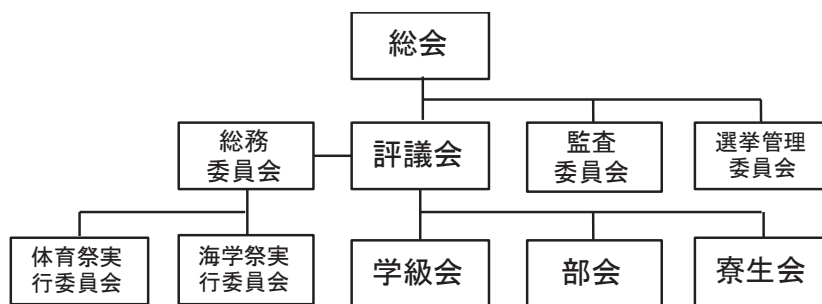 総会
総務
委員会
評議会
監査
委員会
選挙管理
委員会
体育祭実
行委員会
海学祭実
行委員会
学級会
部会
寮生会